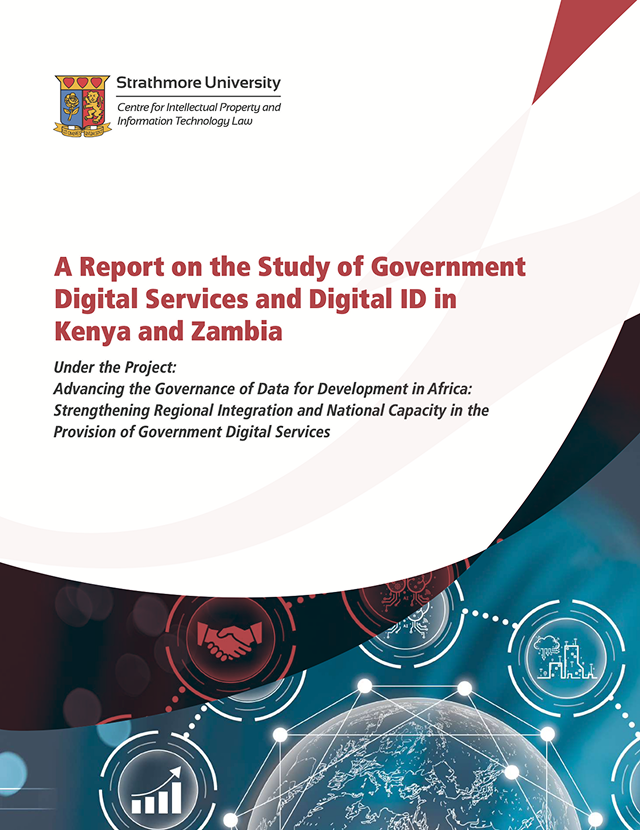 Strathmore University
Centre for Intellectual Property and
Information Technology Law
A Report on the Study of Government
Digital Services and Digital ID in
Kenya and Zambia
Under the Project:
Advancing the Governance of Data for Development in Africa:
Strengthening Regional Integration and National Capacity in the
Provision of Government Digital Services